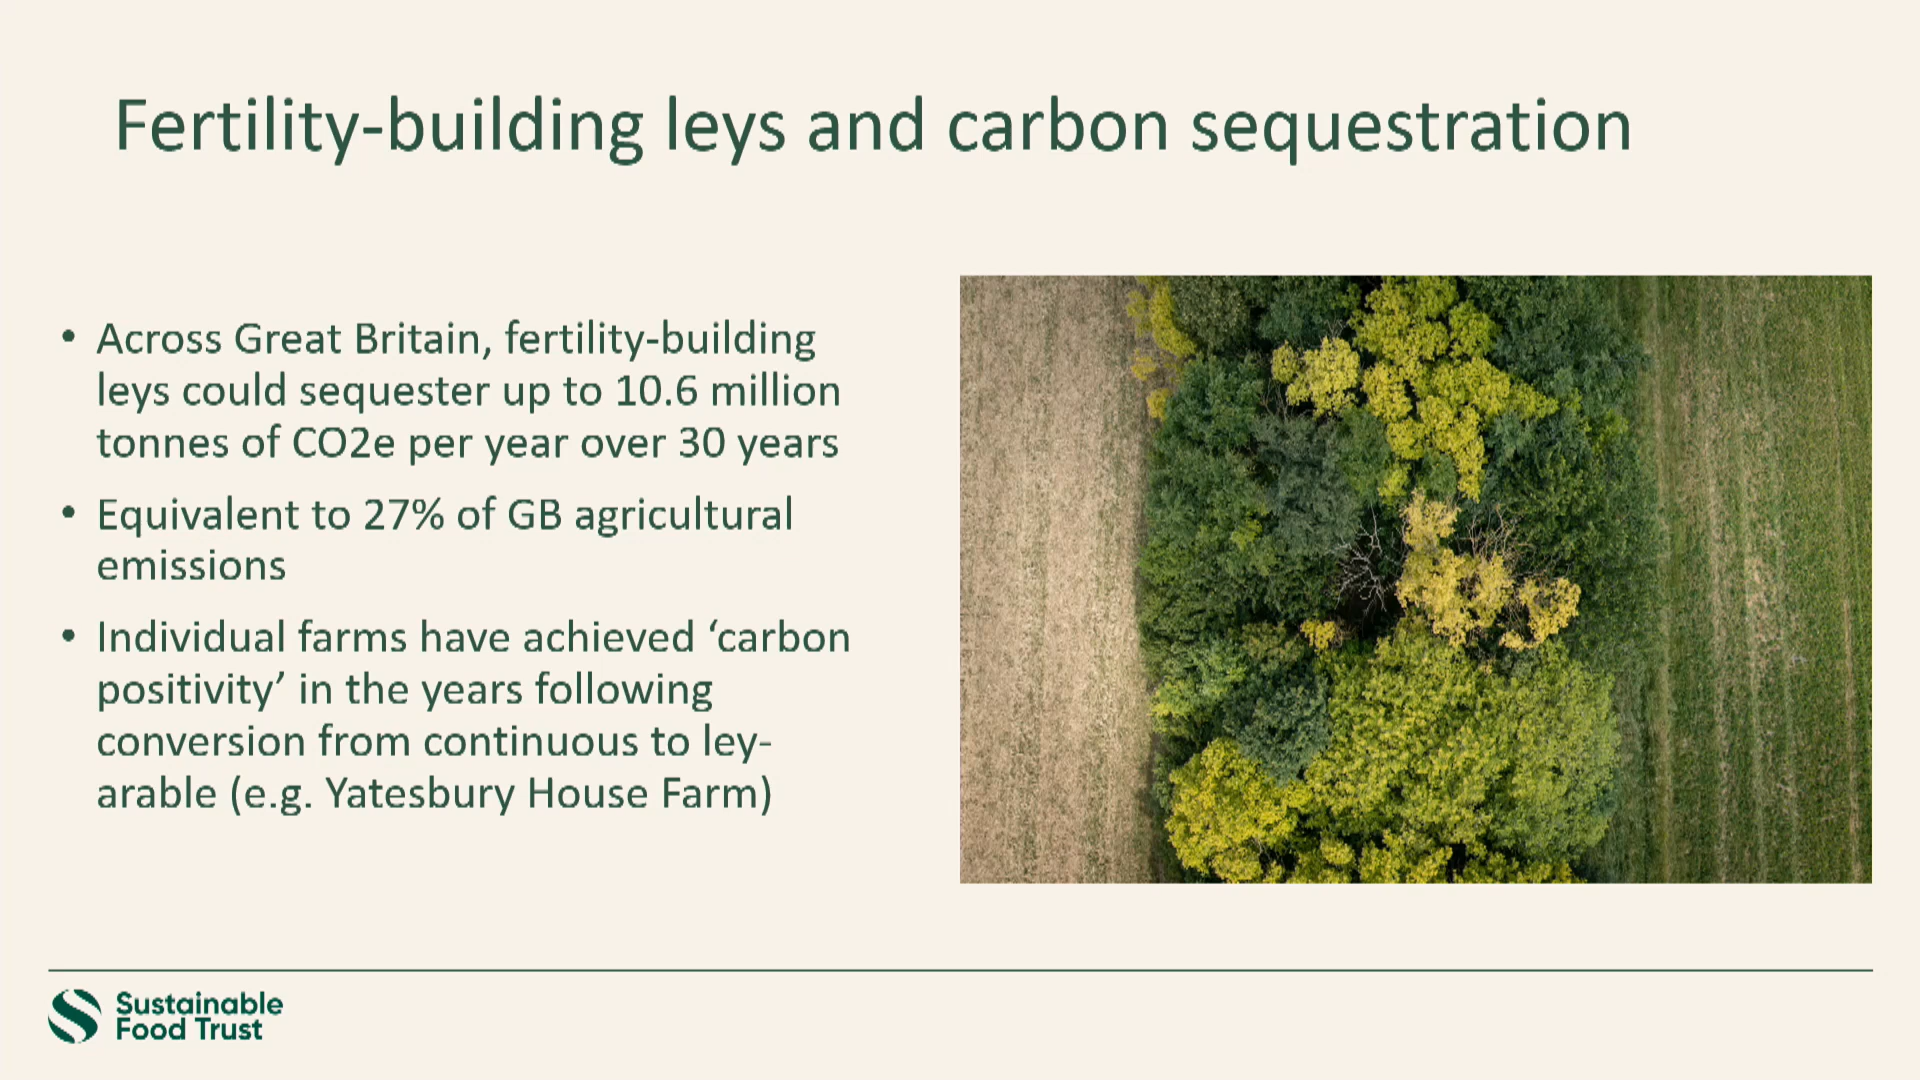 Fertility-building leys and carbon sequestration
• Across Great Britain, fertility-building
leys could sequester up to 10.6 million
tonnes of CO2e per year over 30 years
• Equivalent to 27% of GB agricultural
emissions
• Individual farms have achieved ‘carbon
positivity’ in the years following
conversion from continuous to ley-
arable (e.g. Yatesbury House Farm)
Sustainable
Food Trust